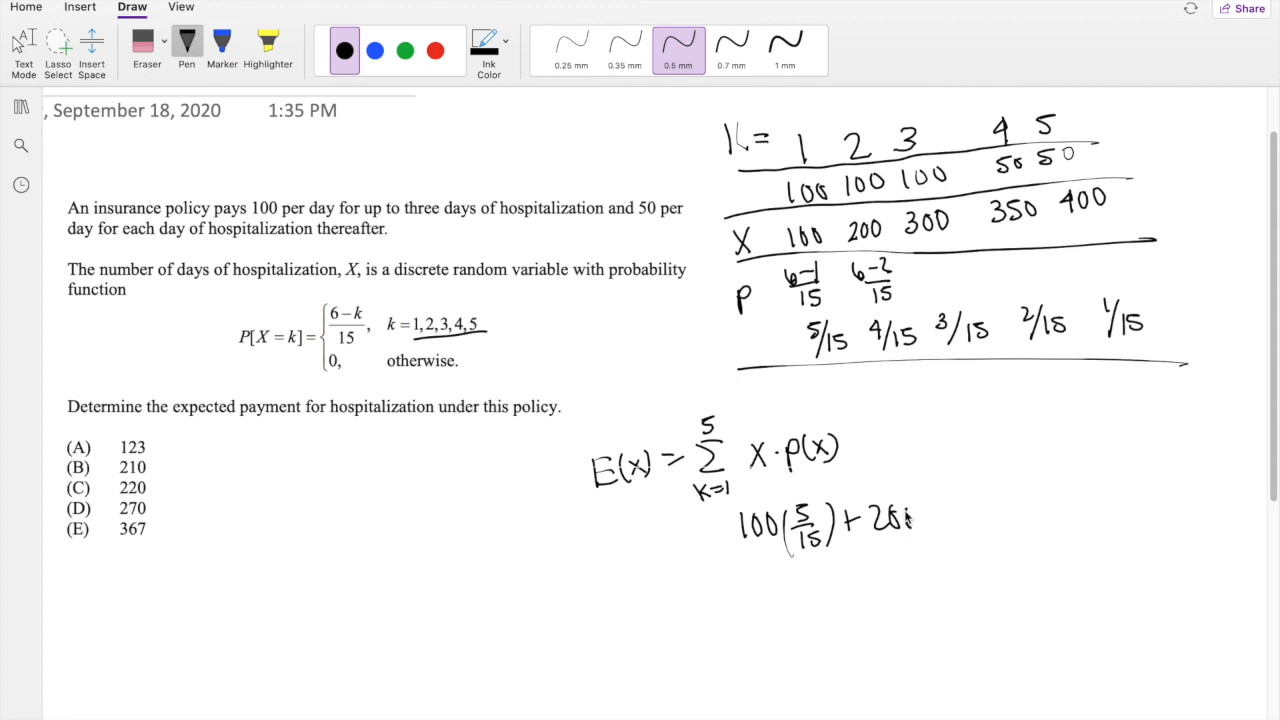 Home Insert Draw View
Share
Text Mode
Lasso Select
Insert Space
Eraser
Pen
Marker
Highlighter
Ink Color
0.25 mm
0.35 mm
0.5 mm
0.7 mm
1 mm
, September 18, 2020 1:35 PM
An insurance policy pays 100 per day for up to three days of hospitalization and 50 per
day for each day of hospitalization thereafter.
The number of days of hospitalization, X, is a discrete random variable with probability
function
P[X = k] = { (6 − k)/15, k = 1,2,3,4,5
0, otherwise.
Determine the expected payment for hospitalization under this policy.
(A) 123
(B) 210
(C) 220
(D) 270
(E) 367
K= 1 2 3 4 5
100 100 100 50 50
X 100 200 300 350 400
P 6-1/15 6-2/15
5/15 4/15 3/15 2/15 1/15
E(x) = 5 Σ k=1 X · P(x)
100(5/15) + 200